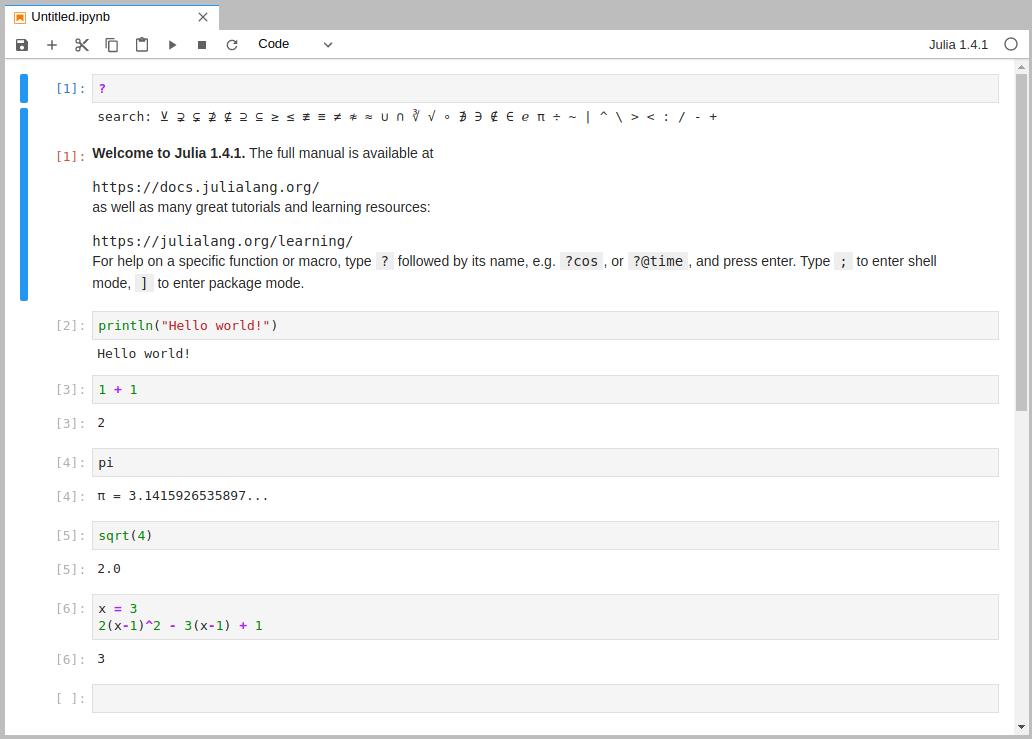 Untitled.ipynb
Code
Julia 1.4.1
[1]: ?
search: ⊻ ⊋ ⊊ ⊉ ⊈ ⊇ ⊆ ≥ ≤ ≢ ≡ ≠ ≉ ≈ ∪ ∩ ∛ √ ∘ ∌ ∋ ∉ ∈ ℯ π ÷ ~ | ^ \ > < : / - +
[1]: Welcome to Julia 1.4.1. The full manual is available at
https://docs.julialang.org/
as well as many great tutorials and learning resources:
https://julialang.org/learning/
For help on a specific function or macro, type ? followed by its name, e.g. ?cos, or ?@time, and press enter. Type ; to enter shell
mode, ] to enter package mode.
[2]: println("Hello world!")
Hello world!
[3]: 1 + 1
[3]: 2
[4]: pi
[4]: π = 3.1415926535897...
[5]: sqrt(4)
[5]: 2.0
[6]: x = 3
2(x-1)^2 - 3(x-1) + 1
[6]: 3
[ ]: